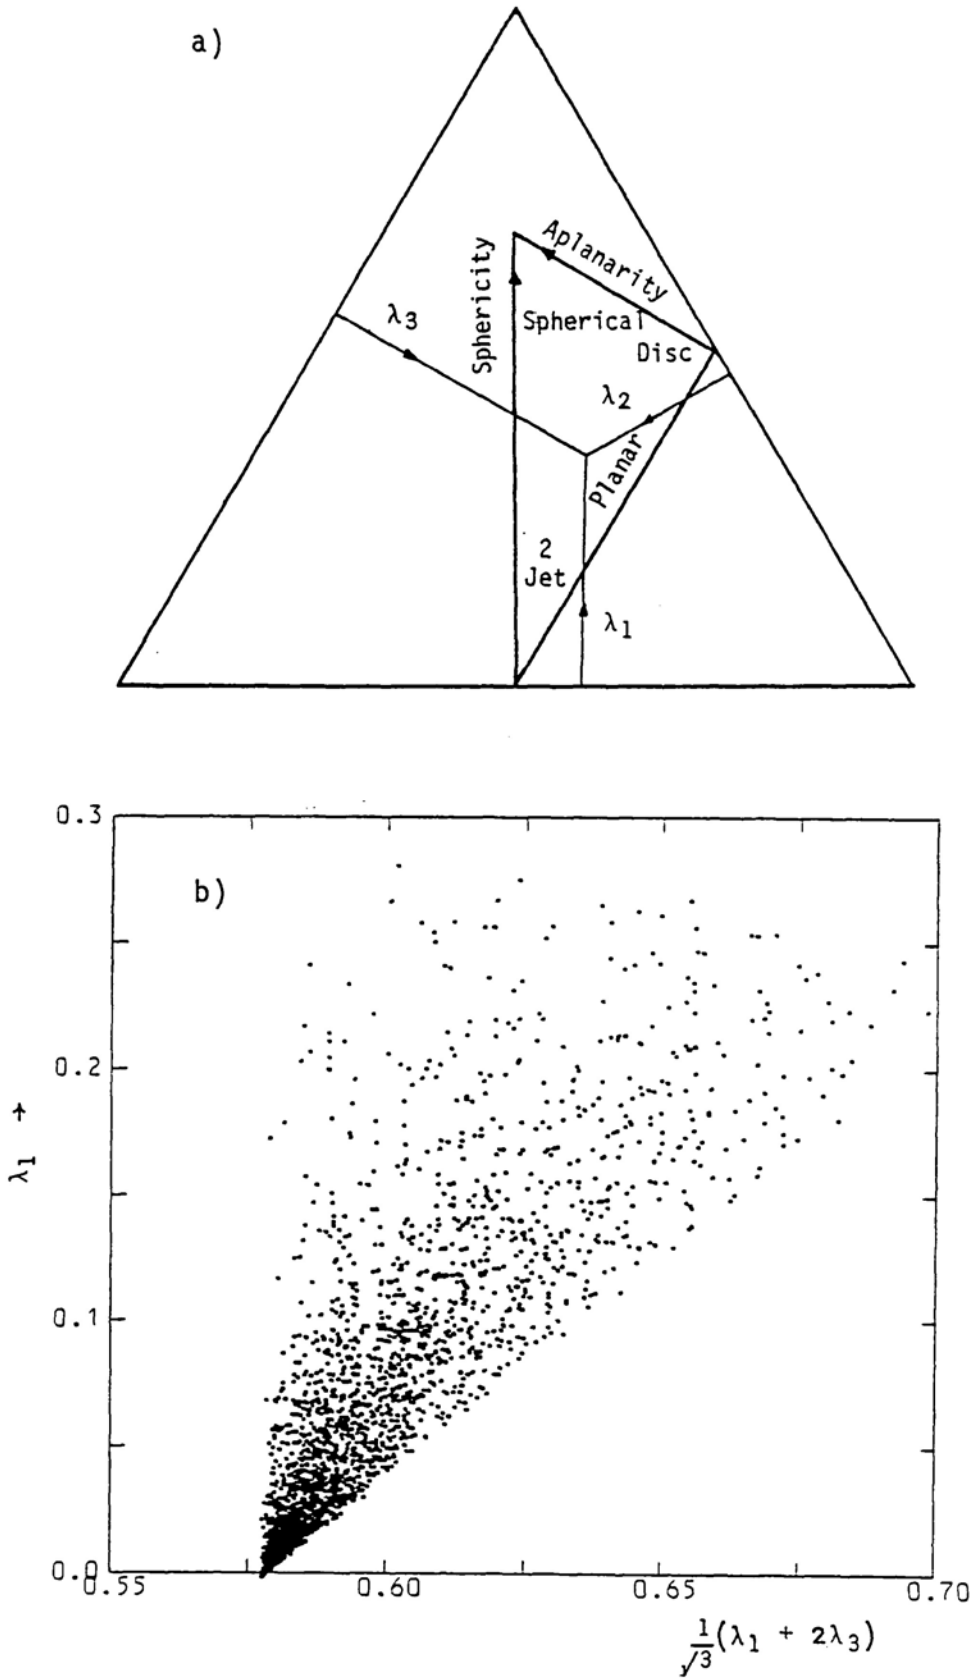 a)
Aplanarity
Sphericity
Spherical
Disc
λ3
λ2
Planar
2
Jet
λ1
b)
0.3
0.2
λ1 →
0.1
0.0
0.55
0.60
0.65
0.70
1/√3(λ1 + 2λ3)